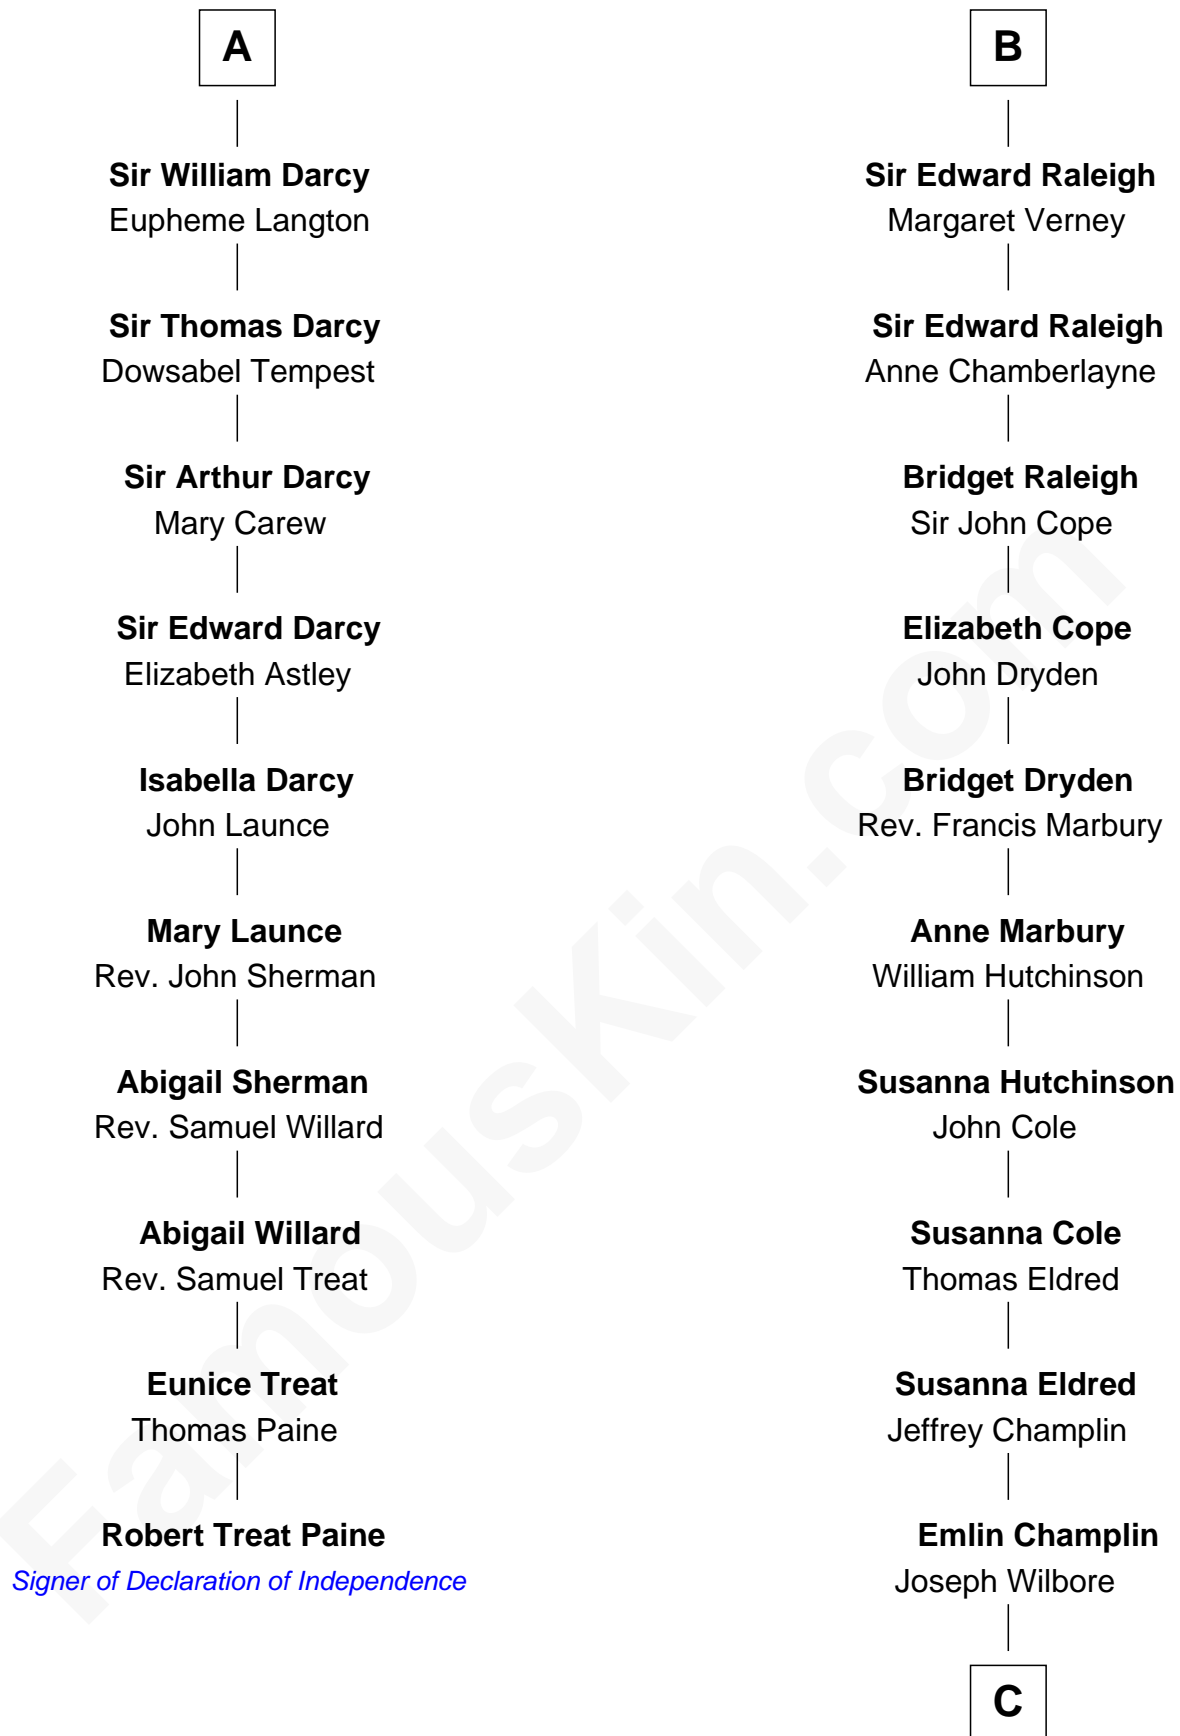 A
Sir William Darcy
Eupheme Langton
Sir Thomas Darcy
Dowsabel Tempest
Sir Arthur Darcy
Mary Carew
Sir Edward Darcy
Elizabeth Astley
Isabella Darcy
John Launce
Mary Launce
Rev. John Sherman
Abigail Sherman
Rev. Samuel Willard
Abigail Willard
Rev. Samuel Treat
Eunice Treat
Thomas Paine
Robert Treat Paine
Signer of Declaration of Independence
B
Sir Edward Raleigh
Margaret Verney
Sir Edward Raleigh
Anne Chamberlayne
Bridget Raleigh
Sir John Cope
Elizabeth Cope
John Dryden
Bridget Dryden
Rev. Francis Marbury
Anne Marbury
William Hutchinson
Susanna Hutchinson
John Cole
Susanna Cole
Thomas Eldred
Susanna Eldred
Jeffrey Champlin
Emlin Champlin
Joseph Wilbore
C
FamousKin.com